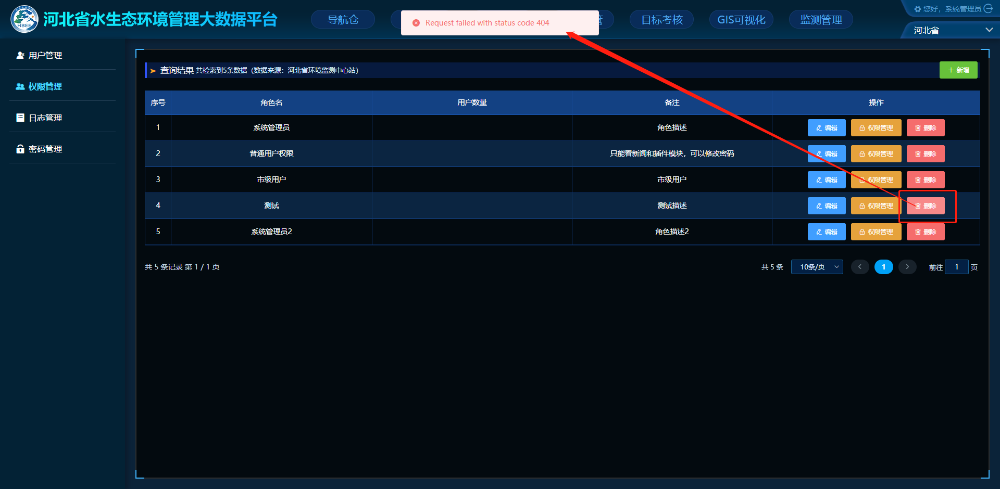 河北省水生态环境管理大数据平台
HBEE
导航仓
Request failed with status code 404
管
目标考核
GIS可视化
监测管理
您好，系统管理员
河北省
用户管理
权限管理
日志管理
密码管理
查询结果 共检索到5条数据（数据来源：河北省环境监测中心站）
新增
序号 角色名 用户数量 备注 操作
1 系统管理员 角色描述 编辑 权限管理 删除
2 普通用户权限 只能看新闻和插件模块，可以修改密码 编辑 权限管理 删除
3 市级用户 市级用户 编辑 权限管理 删除
4 测试 测试描述 编辑 权限管理 删除
5 系统管理员2 角色描述2 编辑 权限管理 删除
共 5 条记录 第 1 / 1 页
共 5 条 10条/页 1 前往 1 页